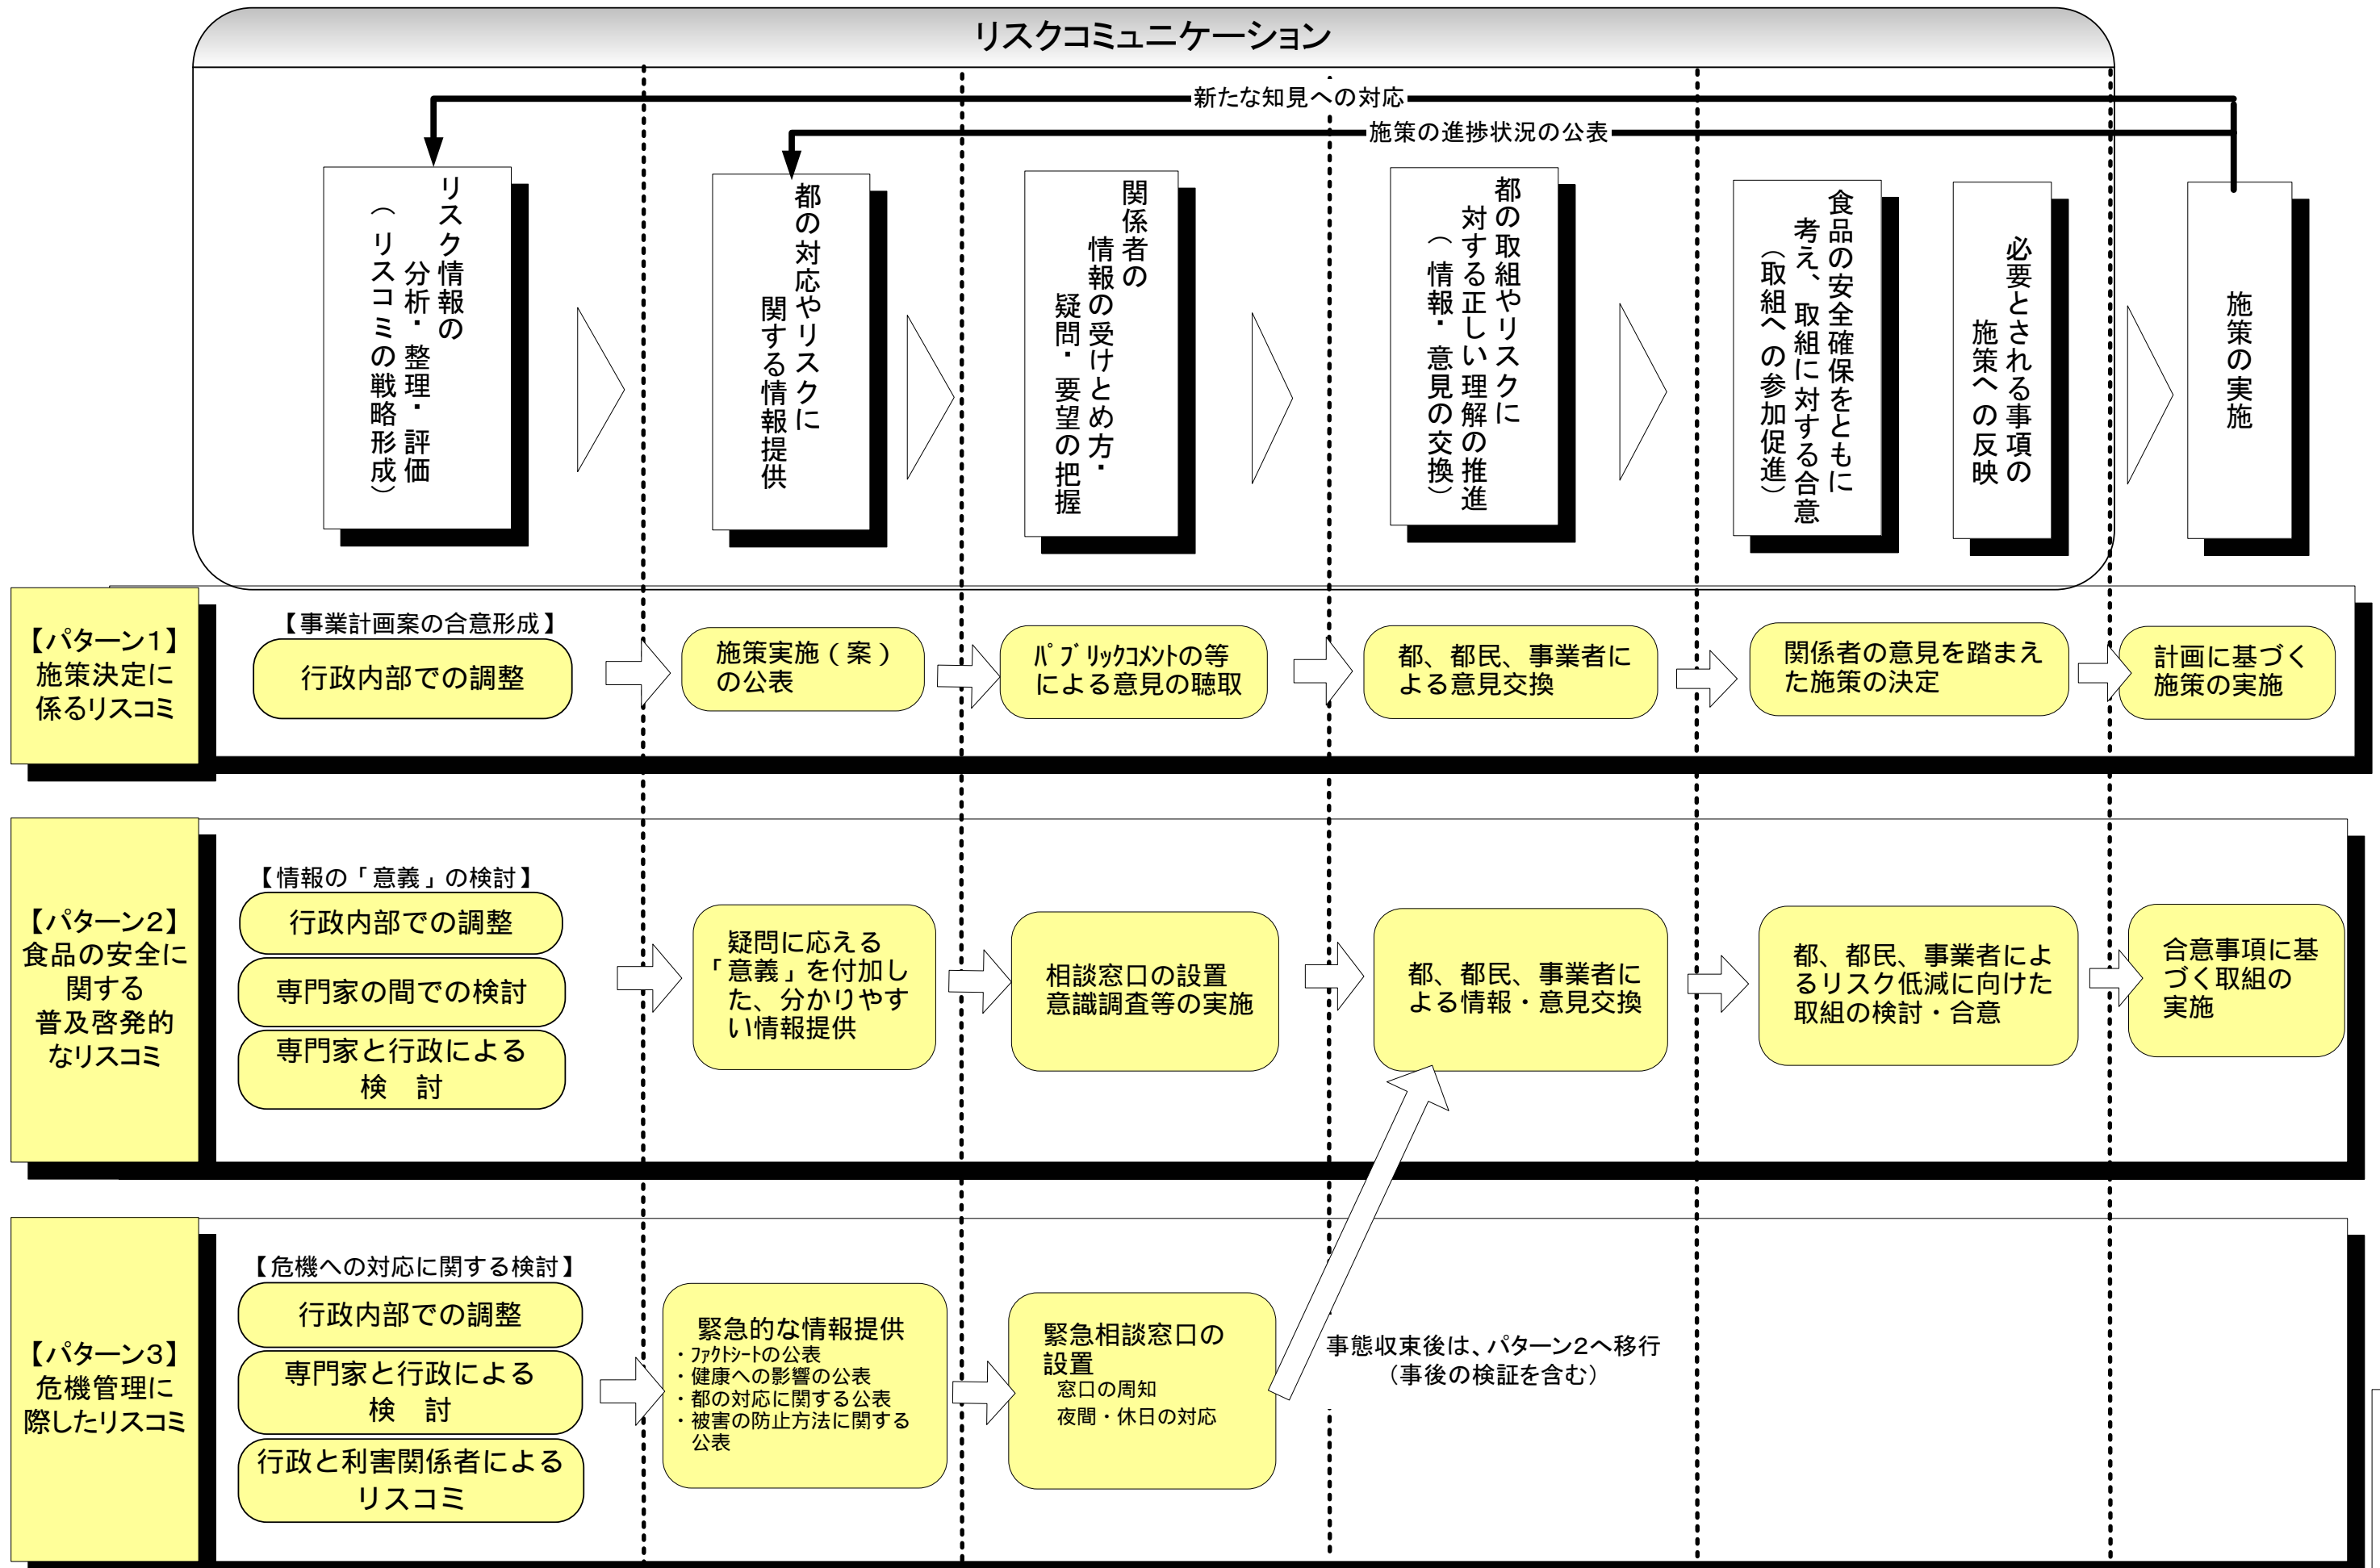 リスクコミュニケーション
新たな知見への対応
施策の進捗状況の公表
リスク情報の
分析・整理・評価
（リスコミの戦略形成）
都の対応やリスクに
関する情報提供
関係者の
情報の受けとめ方・
疑問・要望の把握
都の取組やリスクに
対する正しい理解の推進
（情報・意見の交換）
食品の安全確保をともに
考え、取組に対する合意
（取組への参加促進）
必要とされる事項の
施策への反映
施策の実施
【パターン１】
施策決定に
係るリスコミ
【事業計画案の合意形成】
行政内部での調整
施策実施（案）
の公表
ﾊﾟﾌﾞﾘｯｸｺﾒﾝﾄの等
による意見の聴取
都、都民、事業者に
よる意見交換
関係者の意見を踏まえ
た施策の決定
計画に基づく
施策の実施
【パターン２】
食品の安全に
関する
普及啓発的
なリスコミ
【情報の「意義」の検討】
行政内部での調整
専門家の間での検討
専門家と行政による
検　討
疑問に応える
「意義」を付加し
た、分かりやす
い情報提供
相談窓口の設置
意識調査等の実施
都、都民、事業者に
よる情報・意見交換
都、都民、事業者によ
るリスク低減に向けた
取組の検討・合意
合意事項に基
づく取組の
実施
【パターン３】
危機管理に
際したリスコミ
【危機への対応に関する検討】
行政内部での調整
専門家と行政による
検　討
行政と利害関係者による
リスコミ
緊急的な情報提供
・ﾌｧｸﾄｼｰﾄの公表
・健康への影響の公表
・都の対応に関する公表
・被害の防止方法に関する
公表
緊急相談窓口の
設置
窓口の周知
夜間・休日の対応
事態収束後は、パターン２へ移行
（事後の検証を含む）